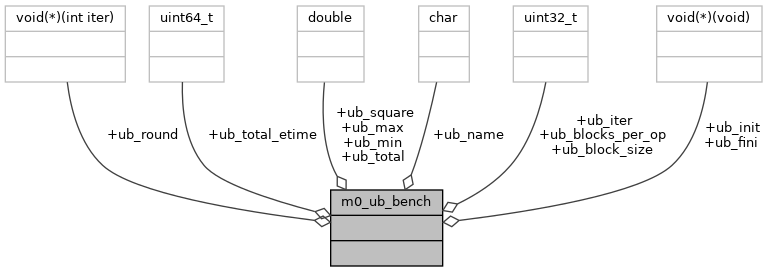 void(*)(int iter)
uint64_t
double
char
uint32_t
void(*)(void)
+ub_round
+ub_total_etime
+ub_square
+ub_max
+ub_min
+ub_total
+ub_name
+ub_iter
+ub_blocks_per_op
+ub_block_size
+ub_init
+ub_fini
m0_ub_bench